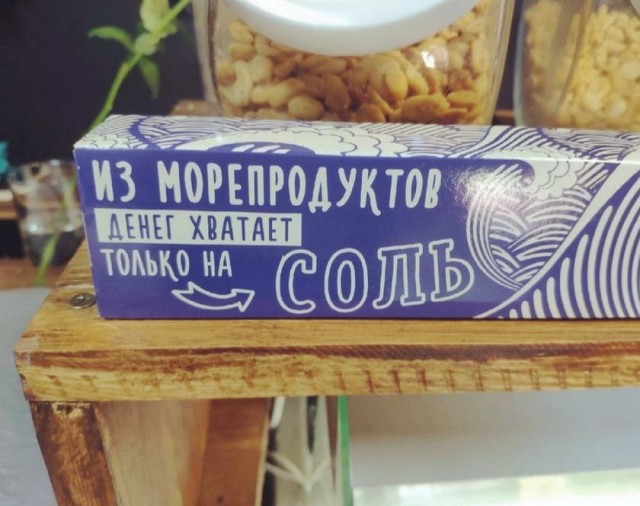 ИЗ МОРЕПРОДУКТОВ
ДЕНЕГ ХВАТАЕТ
ТОЛЬКО НА
СОЛЬ